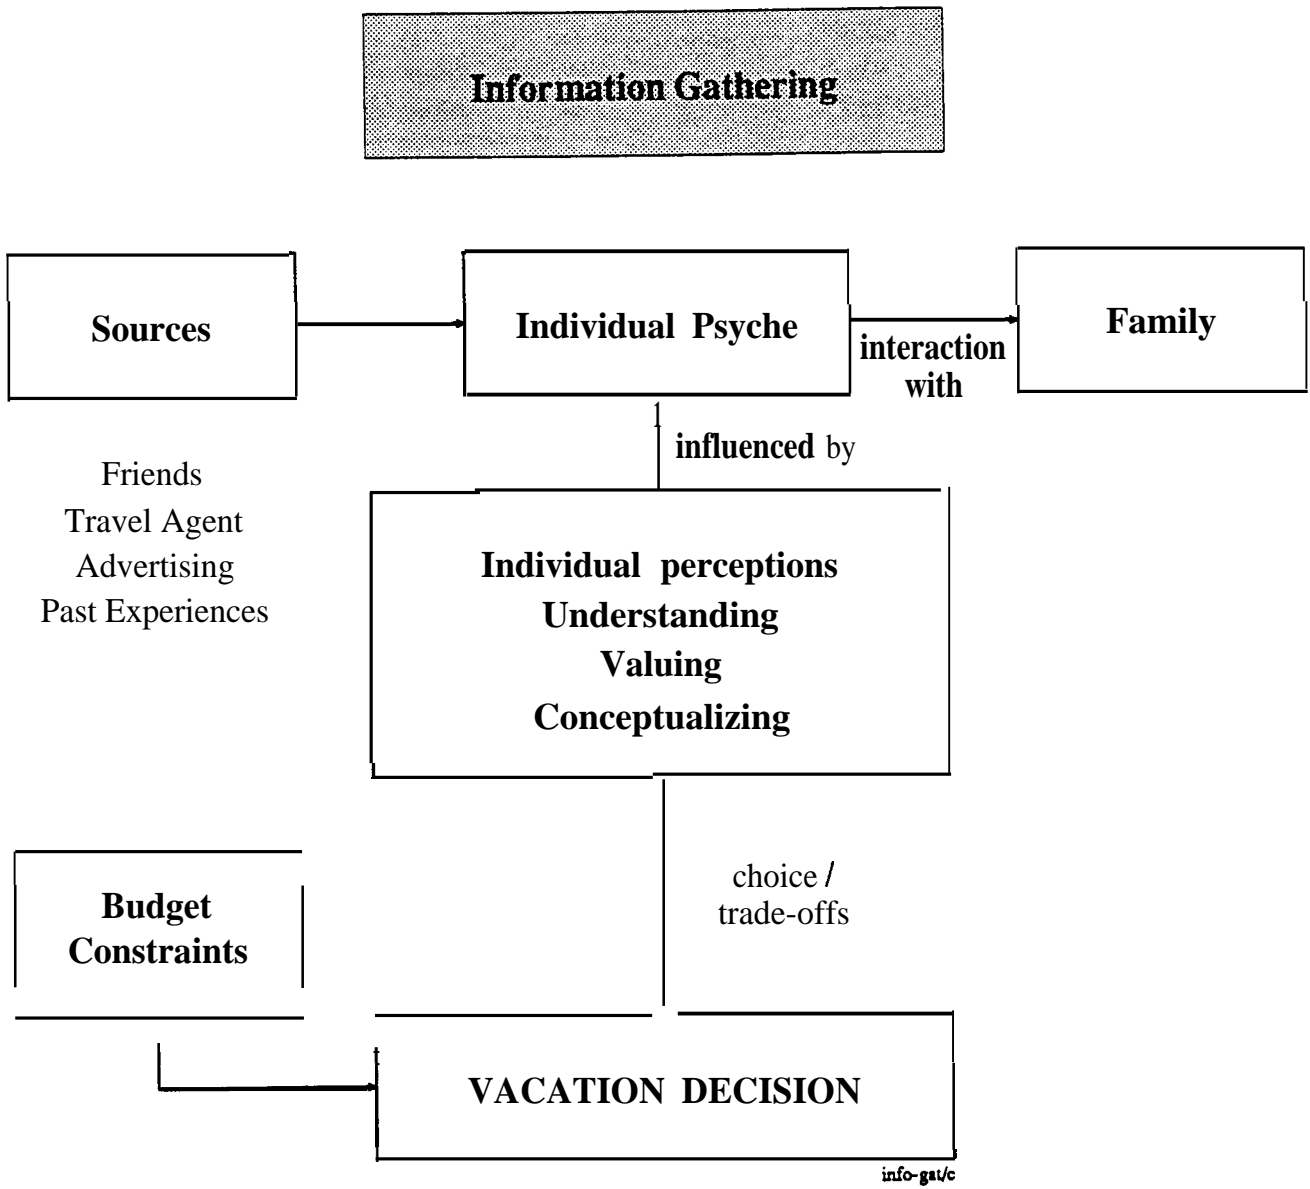 Information Gathering
Sources
Individual Psyche
interaction
with
Family
influenced by
Friends
Travel Agent
Advertising
Past Experiences
Individual perceptions
Understanding
Valuing
Conceptualizing
choice /
trade-offs
Budget
Constraints
VACATION DECISION
info-gat/c